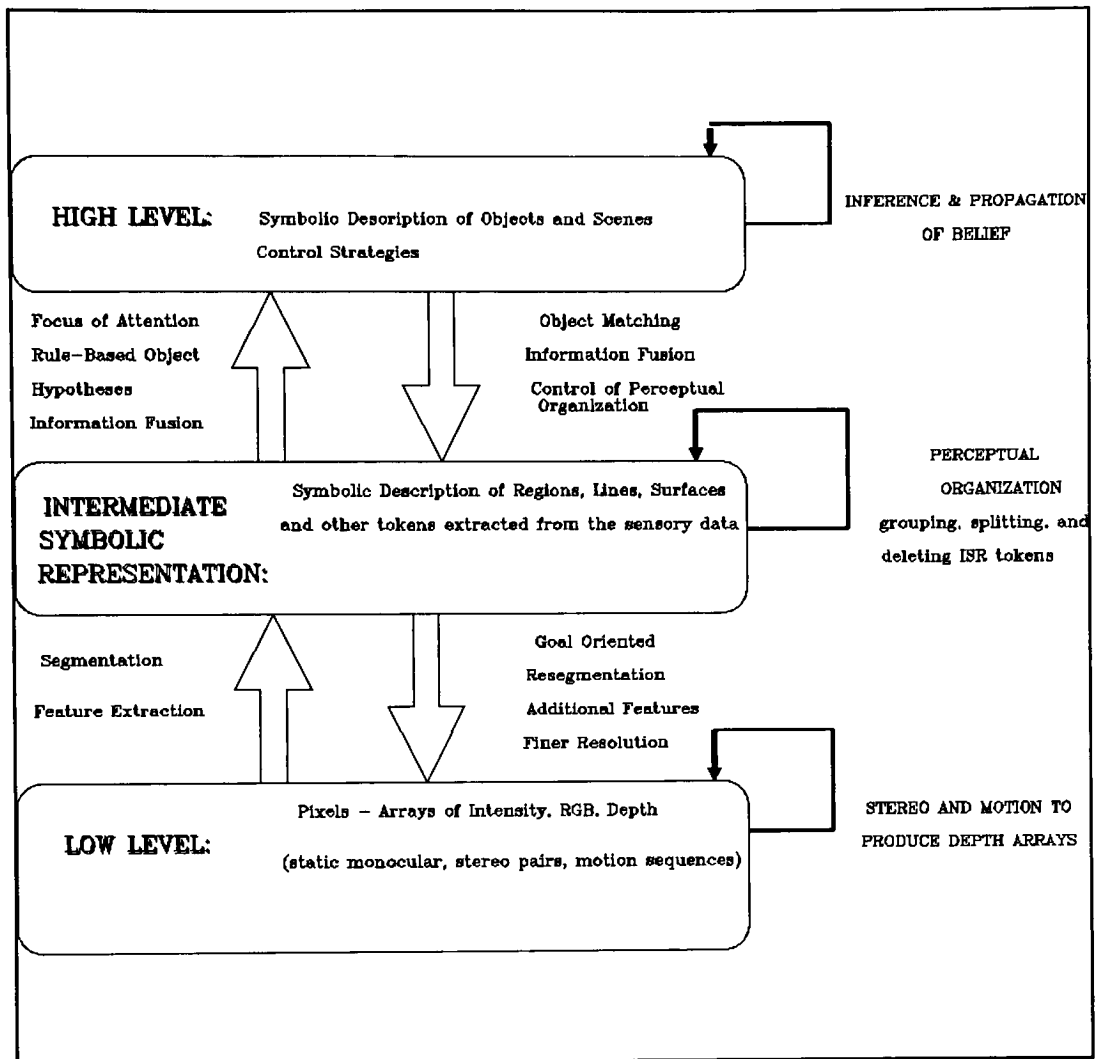 HIGH LEVEL:
Symbolic Description of Objects and Scenes
Control Strategies
INFERENCE & PROPAGATION
OF BELIEF
Focus of Attention
Rule-Based Object
Hypotheses
Information Fusion
Object Matching
Information Fusion
Control of Perceptual
Organization
INTERMEDIATE
SYMBOLIC
REPRESENTATION:
Symbolic Description of Regions, Lines, Surfaces
and other tokens extracted from the sensory data
PERCEPTUAL
ORGANIZATION
grouping, splitting, and
deleting ISR tokens
Segmentation
Feature Extraction
Goal Oriented
Resegmentation
Additional Features
Finer Resolution
LOW LEVEL:
Pixels - Arrays of Intensity, RGB, Depth
(static monocular, stereo pairs, motion sequences)
STEREO AND MOTION TO
PRODUCE DEPTH ARRAYS